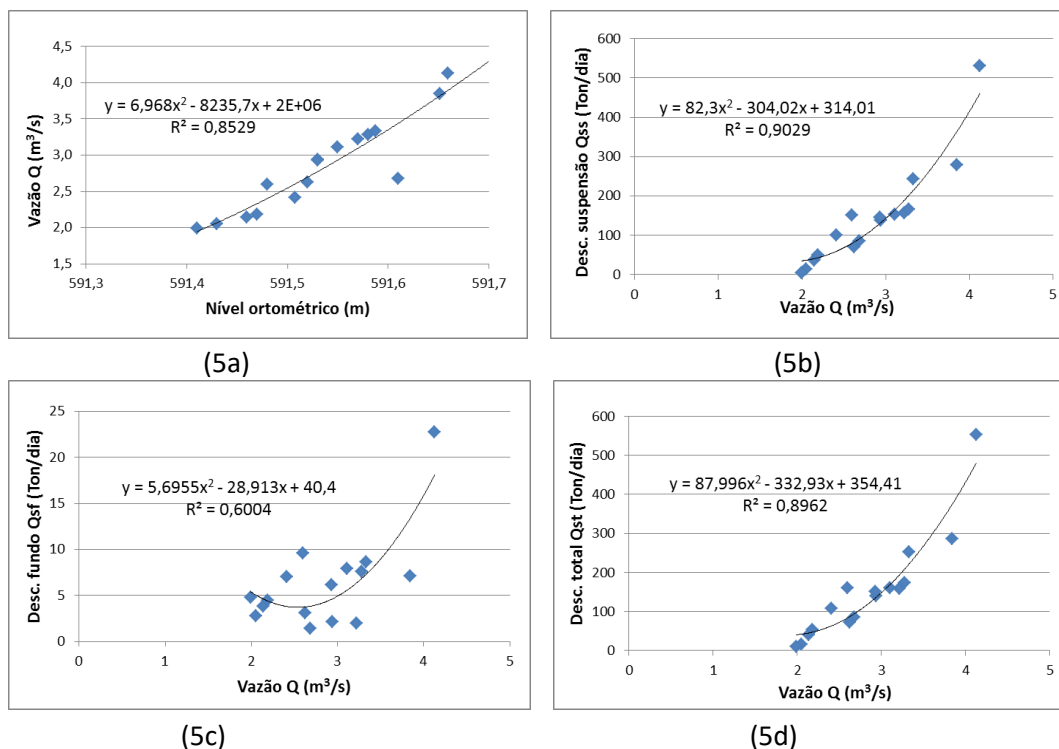 Vazão Q (m³/s)
4,5
4,0
3,5
3,0
2,5
2,0
1,5
y = 6,968x² - 8235,7x + 2E+06
R² = 0,8529
591,3 591,4 591,5 591,6 591,7
Nível ortométrico (m)
(5a)
Desc. suspensão Qss (Ton/dia)
600
500
400
300
200
100
0
y = 82,3x² - 304,02x + 314,01
R² = 0,9029
0 1 2 3 4 5
Vazão Q (m³/s)
(5b)
Desc. fundo Qsf (Ton/dia)
25
20
15
10
5
0
y = 5,6955x² - 28,913x + 40,4
R² = 0,6004
0 1 2 3 4 5
Vazão Q (m³/s)
(5c)
Desc. total Qst (Ton/dia)
600
500
400
300
200
100
0
y = 87,996x² - 332,93x + 354,41
R² = 0,8962
0 1 2 3 4 5
Vazão Q (m³/s)
(5d)